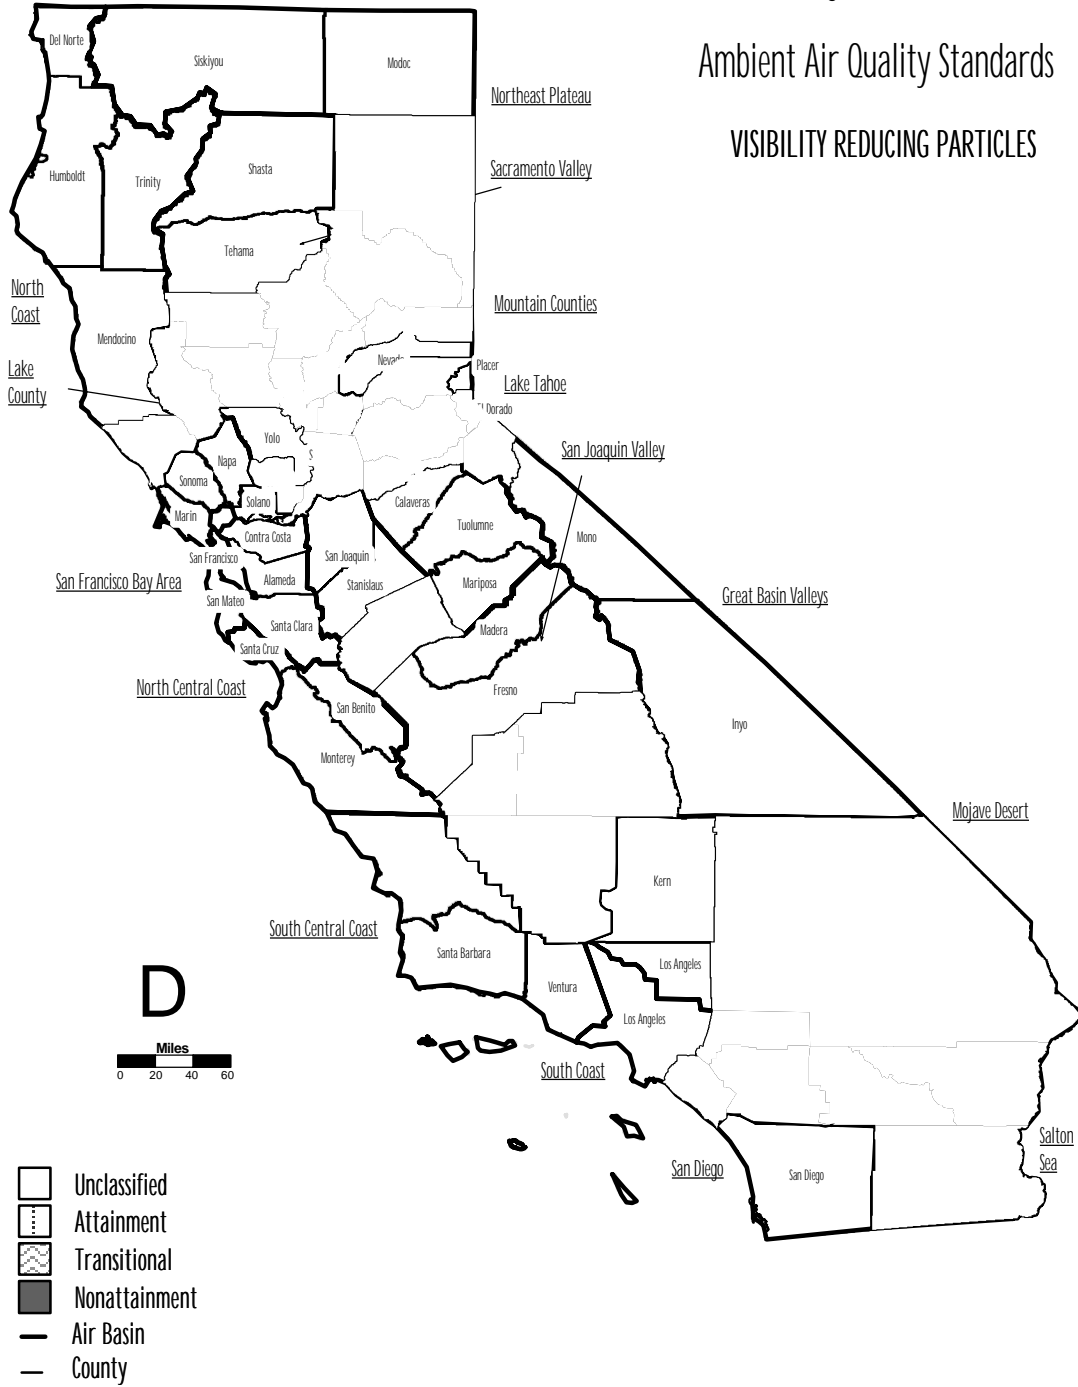 Ambient Air Quality Standards
VISIBILITY REDUCING PARTICLES
Del Norte
Siskiyou
Modoc
Northeast Plateau
Sacramento Valley
Shasta
Humboldt
Trinity
Tehama
North
Coast
Mountain Counties
Mendocino
Nevada
Placer
Lake
County
Lake Tahoe
El Dorado
Yolo
S
San Joaquin Valley
Napa
Sonoma
Solano
Calaveras
Marin
Tuolumne
Contra Costa
Mono
San Francisco
San Joaquin
San Francisco Bay Area
Alameda
Stanislaus
Mariposa
Great Basin Valleys
San Mateo
Santa Clara
Madera
Santa Cruz
North Central Coast
Fresno
San Benito
Inyo
Monterey
Mojave Desert
Kern
South Central Coast
Santa Barbara
Los Angeles
Ventura
D
Los Angeles
Miles
0 20 40 60
South Coast
Salton
Sea
San Diego
San Diego
Unclassified
Attainment
Transitional
Nonattainment
Air Basin
County